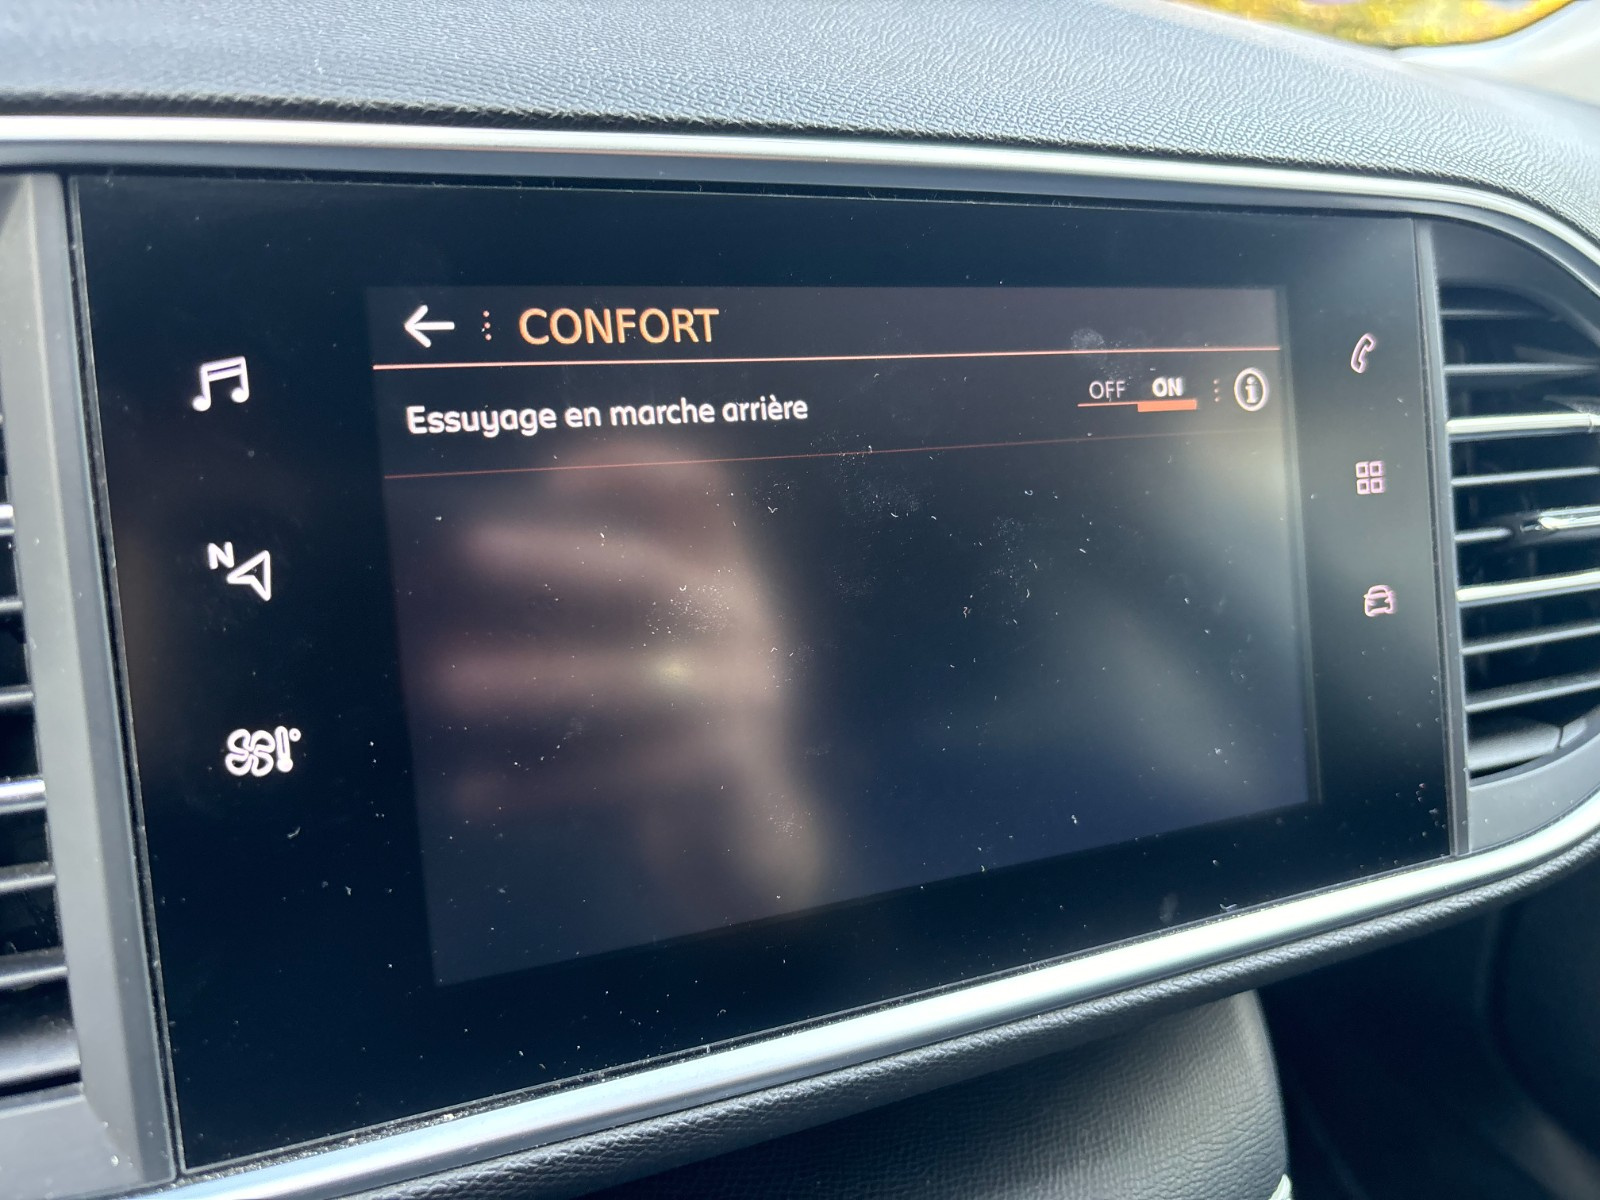 CONFORT
Essuyage en marche arrière OFF ON
N